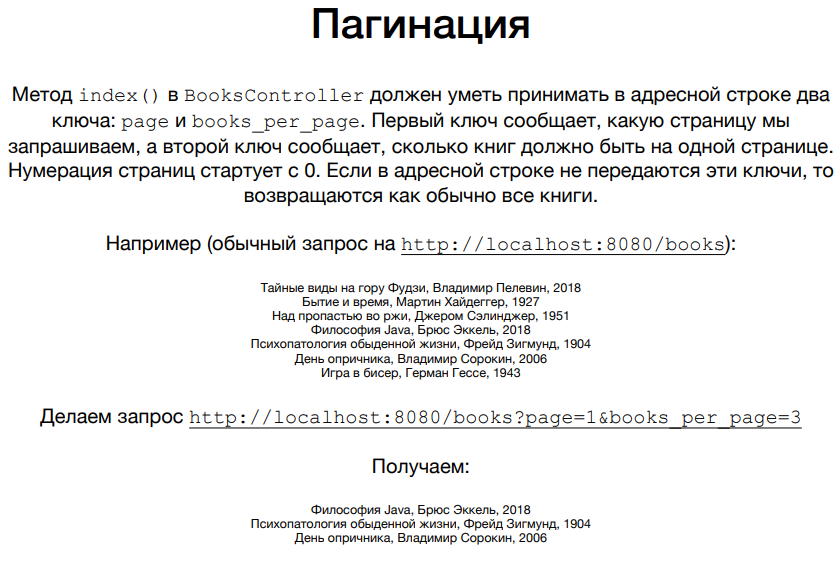 Пагинация
Метод index() в BooksController должен уметь принимать в адресной строке два
ключа: page и books_per_page. Первый ключ сообщает, какую страницу мы
запрашиваем, а второй ключ сообщает, сколько книг должно быть на одной странице.
Нумерация страниц стартует с 0. Если в адресной строке не передаются эти ключи, то
возвращаются как обычно все книги.
Например (обычный запрос на http://localhost:8080/books):
Тайные виды на гору Фудзи, Владимир Пелевин, 2018
Бытие и время, Мартин Хайдеггер, 1927
Над пропастью во ржи, Джером Сэлинджер, 1951
Философия Java, Брюс Эккель, 2018
Психопатология обыденной жизни, Фрейд Зигмунд, 1904
День опричника, Владимир Сорокин, 2006
Игра в бисер, Герман Гессе, 1943
Делаем запрос http://localhost:8080/books?page=1&books_per_page=3
Получаем:
Философия Java, Брюс Эккель, 2018
Психопатология обыденной жизни, Фрейд Зигмунд, 1904
День опричника, Владимир Сорокин, 2006